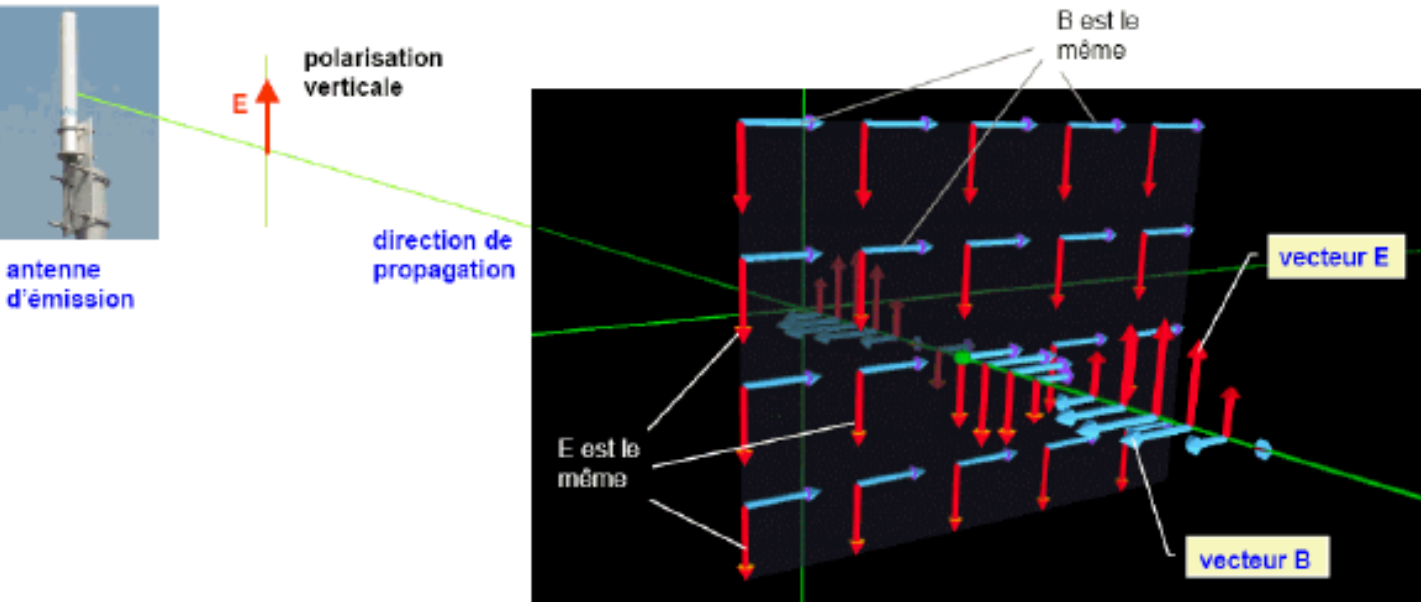 B est le
même
polarisation
verticale
E
direction de
propagation
antenne
d'émission
vecteur E
E est le
même
vecteur B